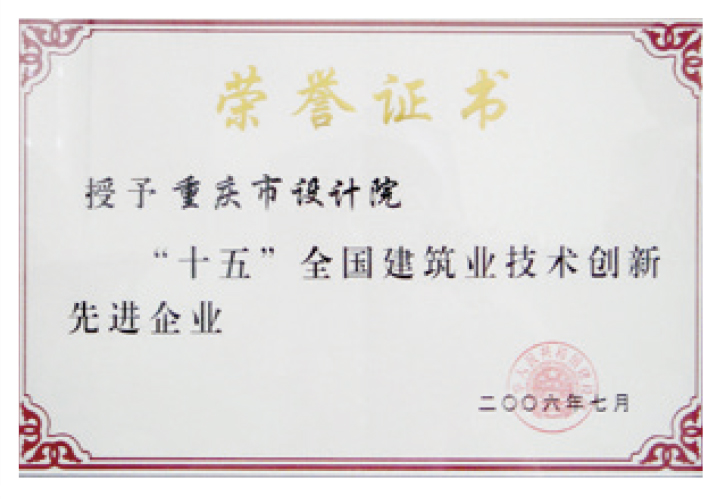 荣誉证书
授予重庆市设计院
“十五”全国建筑业技术创新
先进企业
二〇〇六年七月